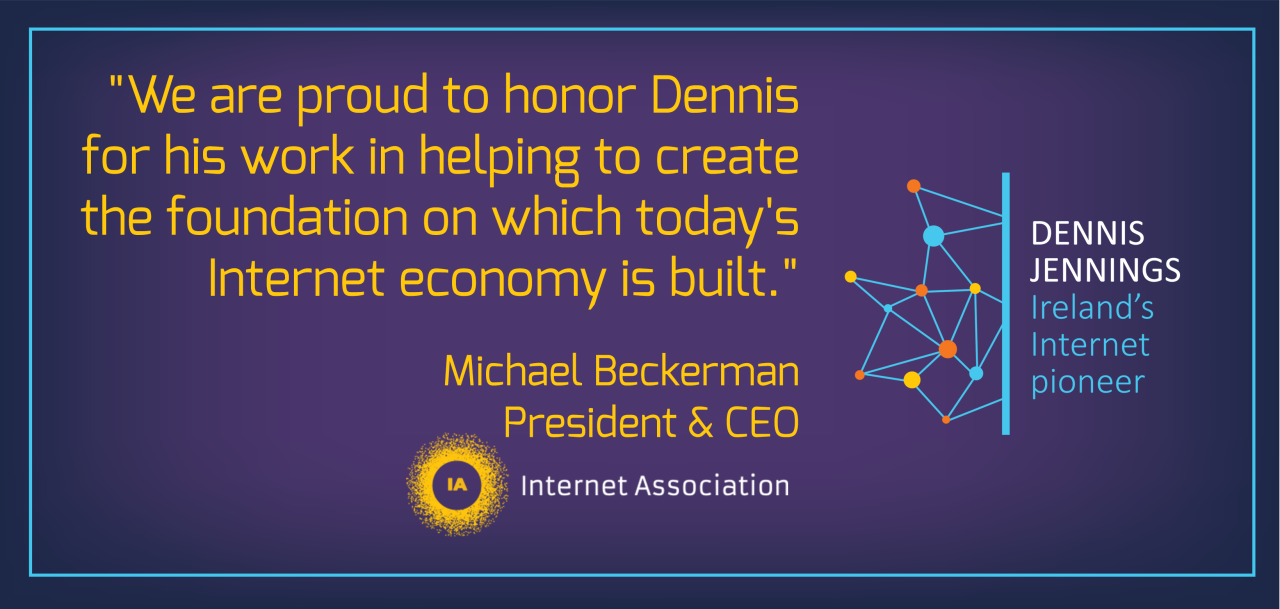 "We are proud to honor Dennis
for his work in helping to create
the foundation on which today's
Internet economy is built."
Michael Beckerman
President & CEO
IA
Internet Association
DENNIS
JENNINGS
Ireland’s
Internet
pioneer